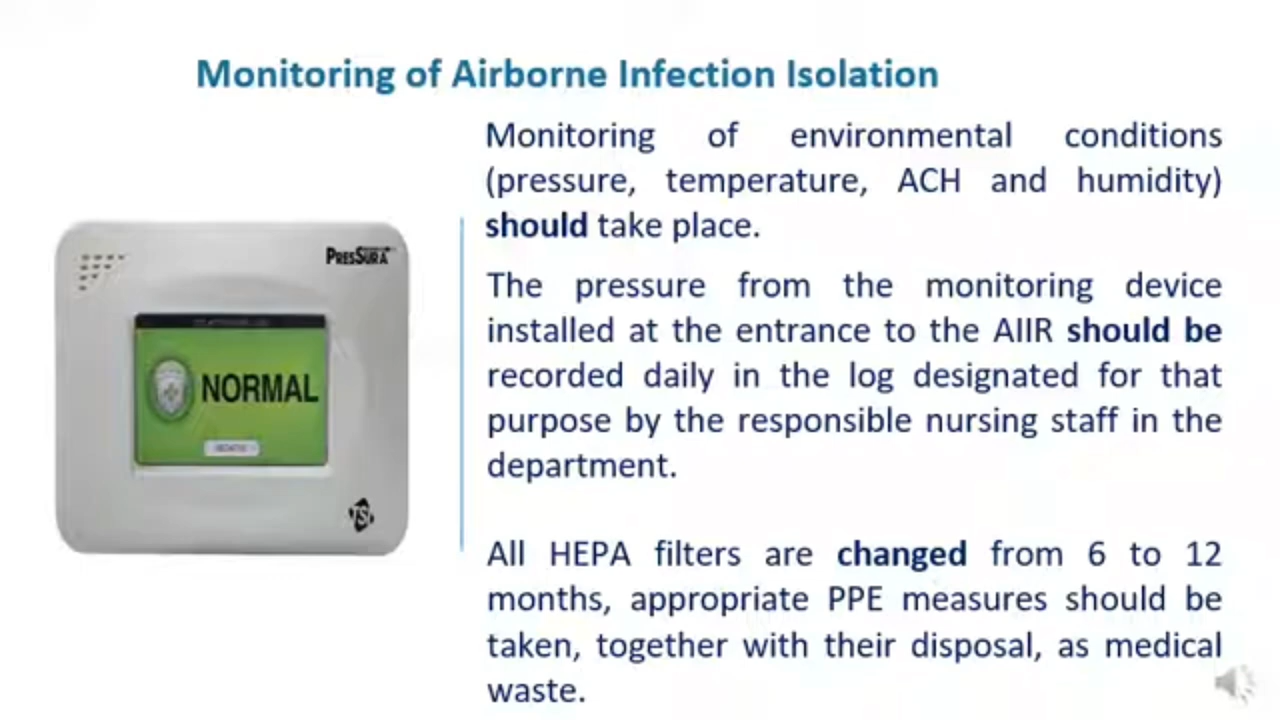 Monitoring of Airborne Infection Isolation
Monitoring of environmental conditions
(pressure, temperature, ACH and humidity)
should take place.
The pressure from the monitoring device
installed at the entrance to the AIIR should be
recorded daily in the log designated for that
purpose by the responsible nursing staff in the
department.
All HEPA filters are changed from 6 to 12
months, appropriate PPE measures should be
taken, together with their disposal, as medical
waste.
PRESSURA
NORMAL
TSI